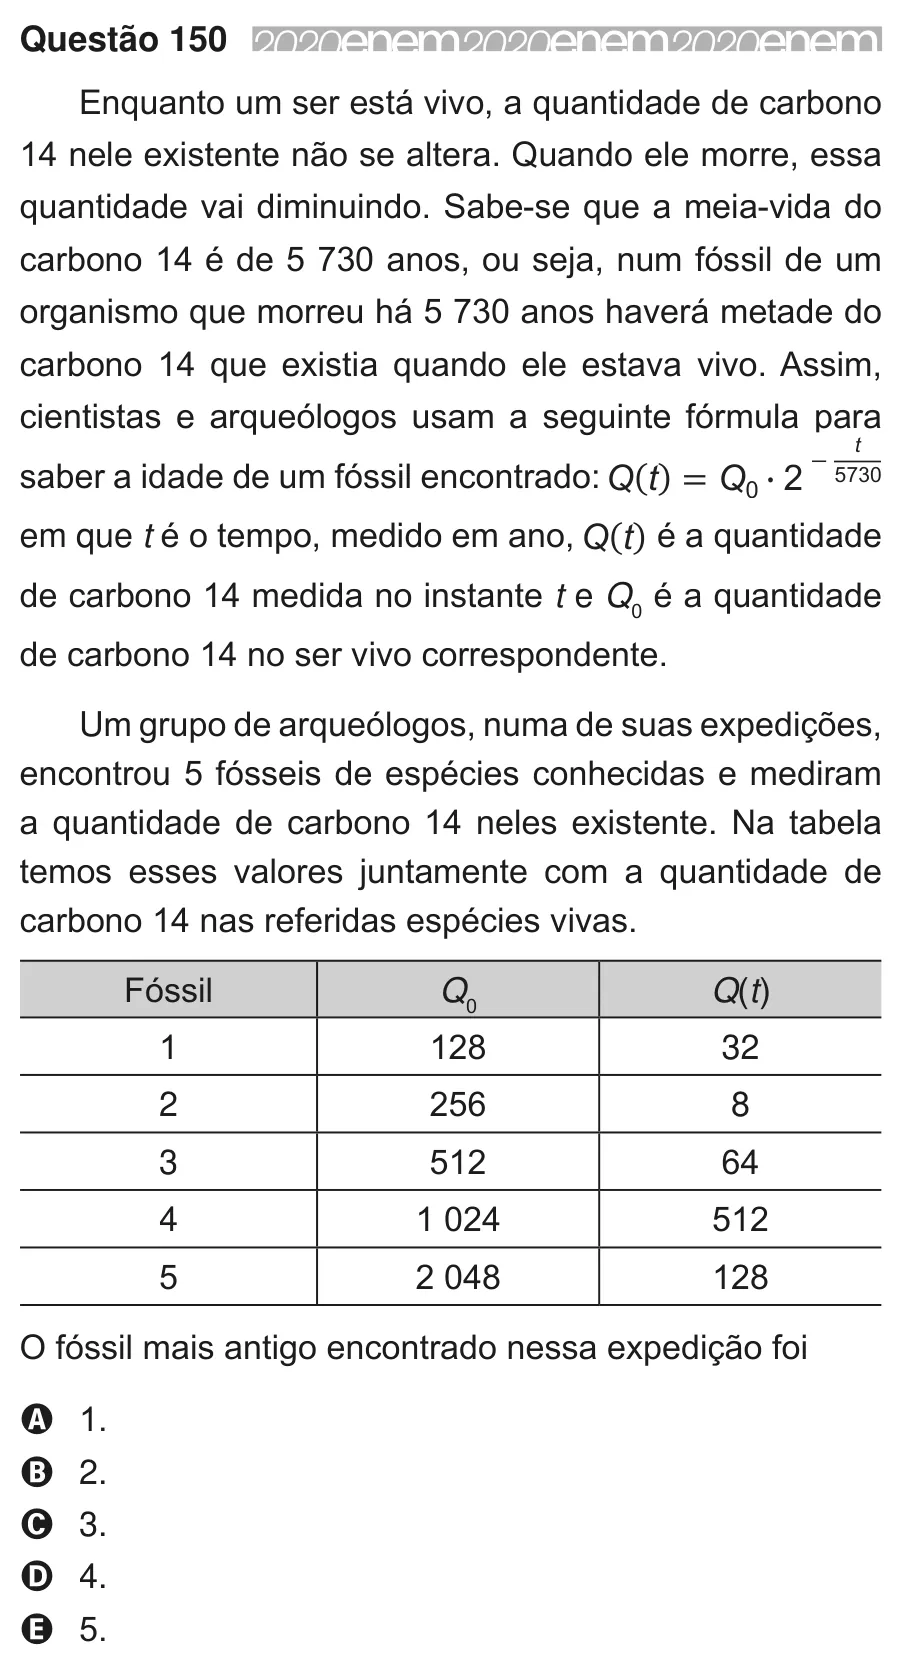 Questão 150 2020enem2020enem2020enem
Enquanto um ser está vivo, a quantidade de carbono
14 nele existente não se altera. Quando ele morre, essa
quantidade vai diminuindo. Sabe-se que a meia-vida do
carbono 14 é de 5 730 anos, ou seja, num fóssil de um
organismo que morreu há 5 730 anos haverá metade do
carbono 14 que existia quando ele estava vivo. Assim,
cientistas e arqueólogos usam a seguinte fórmula para
saber a idade de um fóssil encontrado: Q(t) = Q₀ · 2^(−t/5730)
em que t é o tempo, medido em ano, Q(t) é a quantidade
de carbono 14 medida no instante t e Q₀ é a quantidade
de carbono 14 no ser vivo correspondente.
Um grupo de arqueólogos, numa de suas expedições,
encontrou 5 fósseis de espécies conhecidas e mediram
a quantidade de carbono 14 neles existente. Na tabela
temos esses valores juntamente com a quantidade de
carbono 14 nas referidas espécies vivas.
Fóssil Q₀ Q(t)
1 128 32
2 256 8
3 512 64
4 1 024 512
5 2 048 128
O fóssil mais antigo encontrado nessa expedição foi
A 1.
B 2.
C 3.
D 4.
E 5.